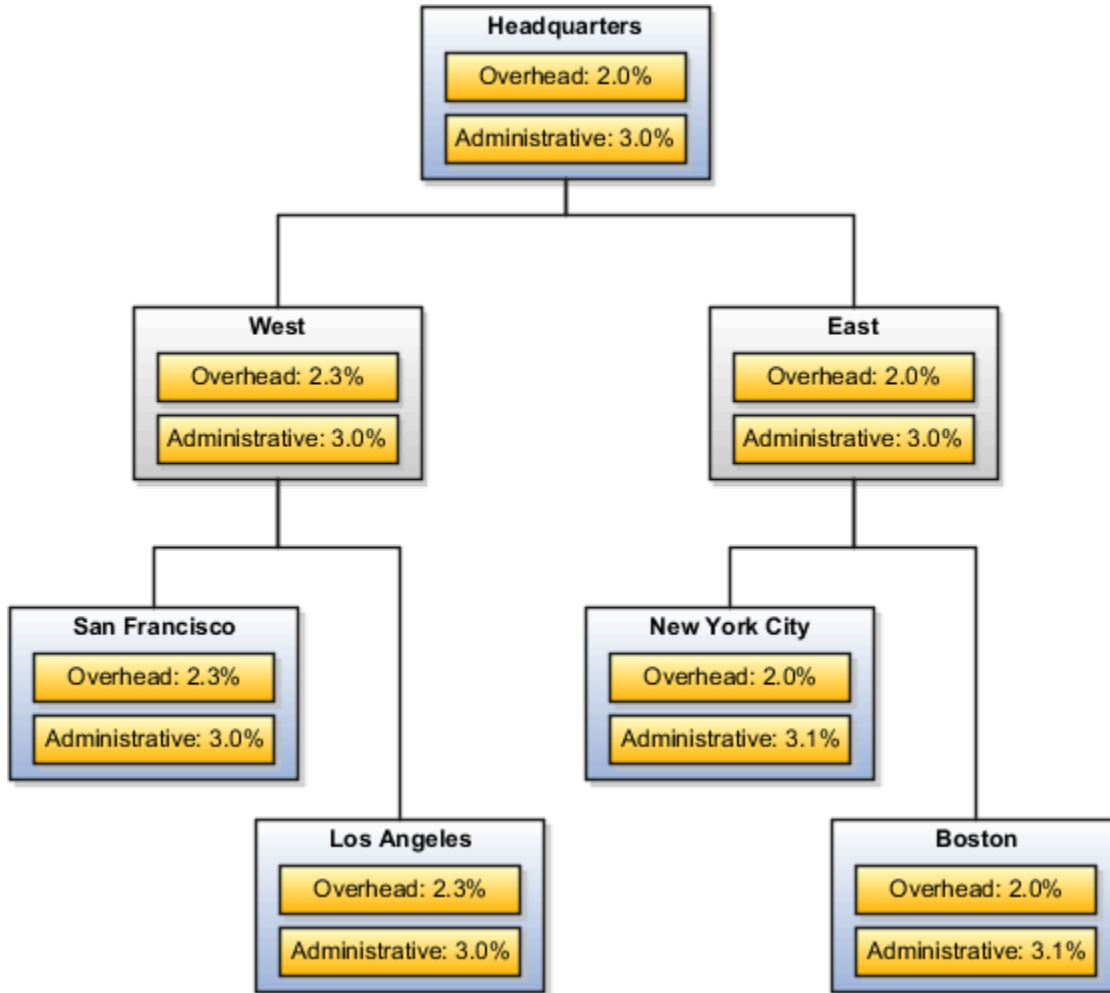 Headquarters
Overhead: 2.0%
Administrative: 3.0%
West
Overhead: 2.3%
Administrative: 3.0%
East
Overhead: 2.0%
Administrative: 3.0%
San Francisco
Overhead: 2.3%
Administrative: 3.0%
New York City
Overhead: 2.0%
Administrative: 3.1%
Los Angeles
Overhead: 2.3%
Administrative: 3.0%
Boston
Overhead: 2.0%
Administrative: 3.1%